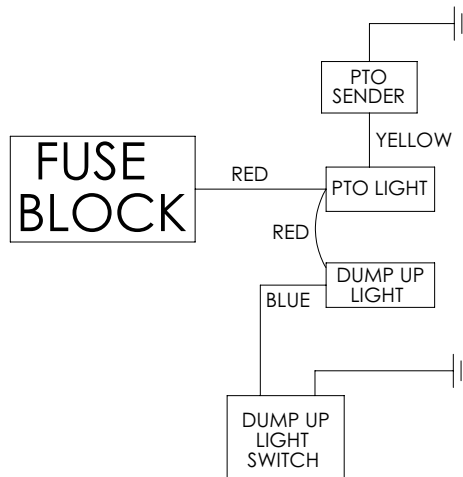 PTO
SENDER
YELLOW
FUSE
BLOCK
RED
PTO LIGHT
RED
DUMP UP
LIGHT
BLUE
DUMP UP
LIGHT
SWITCH